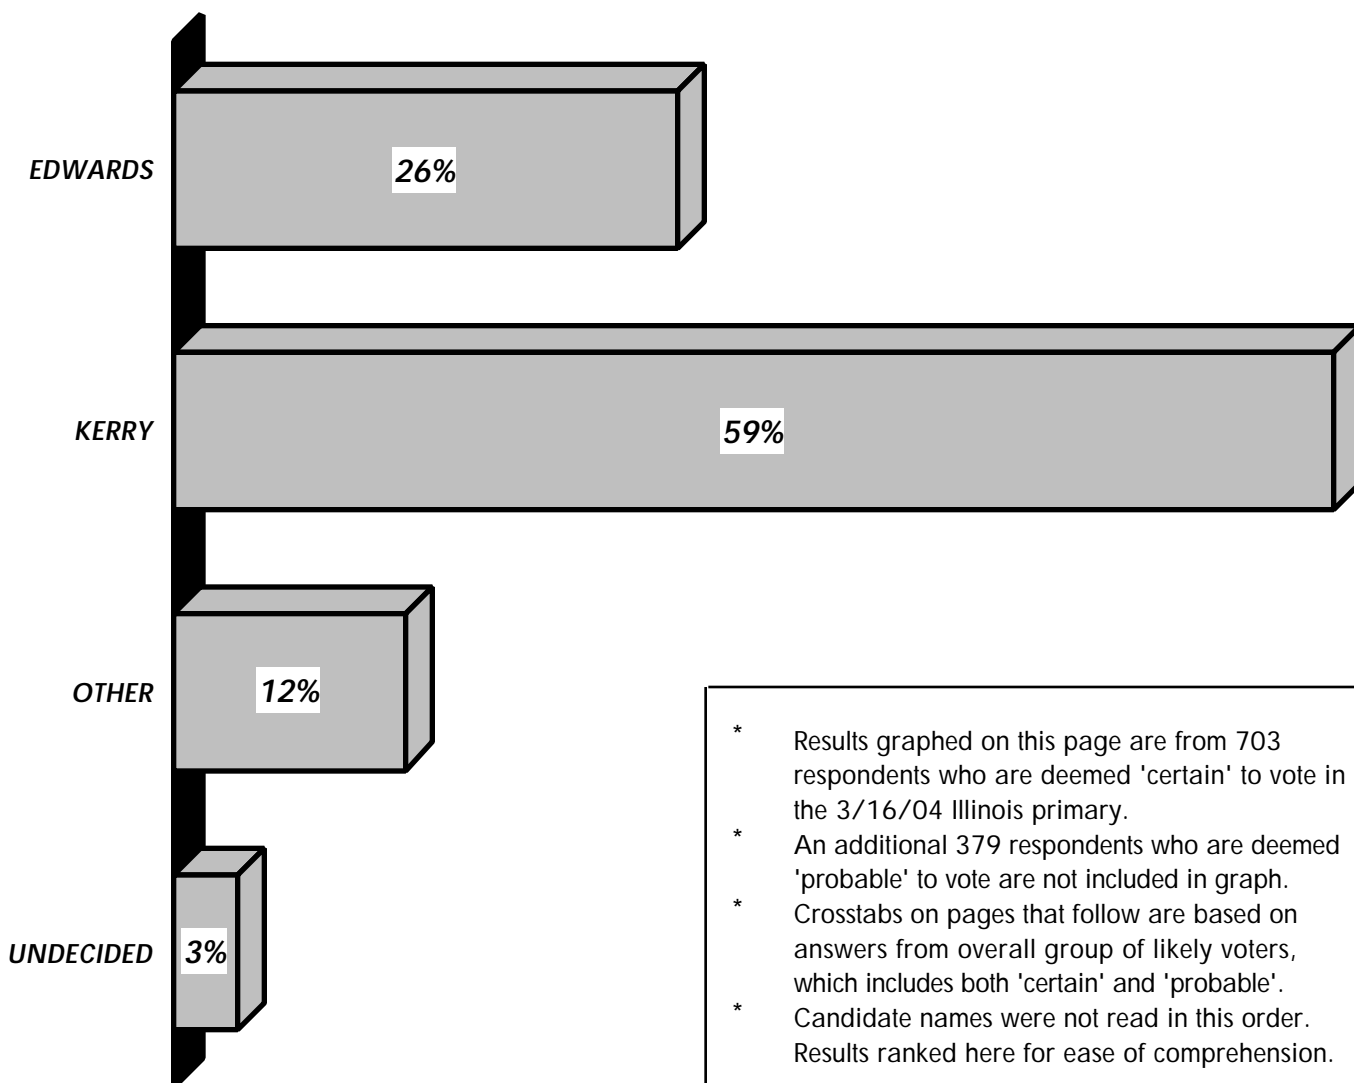 EDWARDS
26%
KERRY
59%
OTHER
12%
UNDECIDED
3%
* Results graphed on this page are from 703
respondents who are deemed 'certain' to vote in
the 3/16/04 Illinois primary.
* An additional 379 respondents who are deemed
'probable' to vote are not included in graph.
* Crosstabs on pages that follow are based on
answers from overall group of likely voters,
which includes both 'certain' and 'probable'.
* Candidate names were not read in this order.
Results ranked here for ease of comprehension.